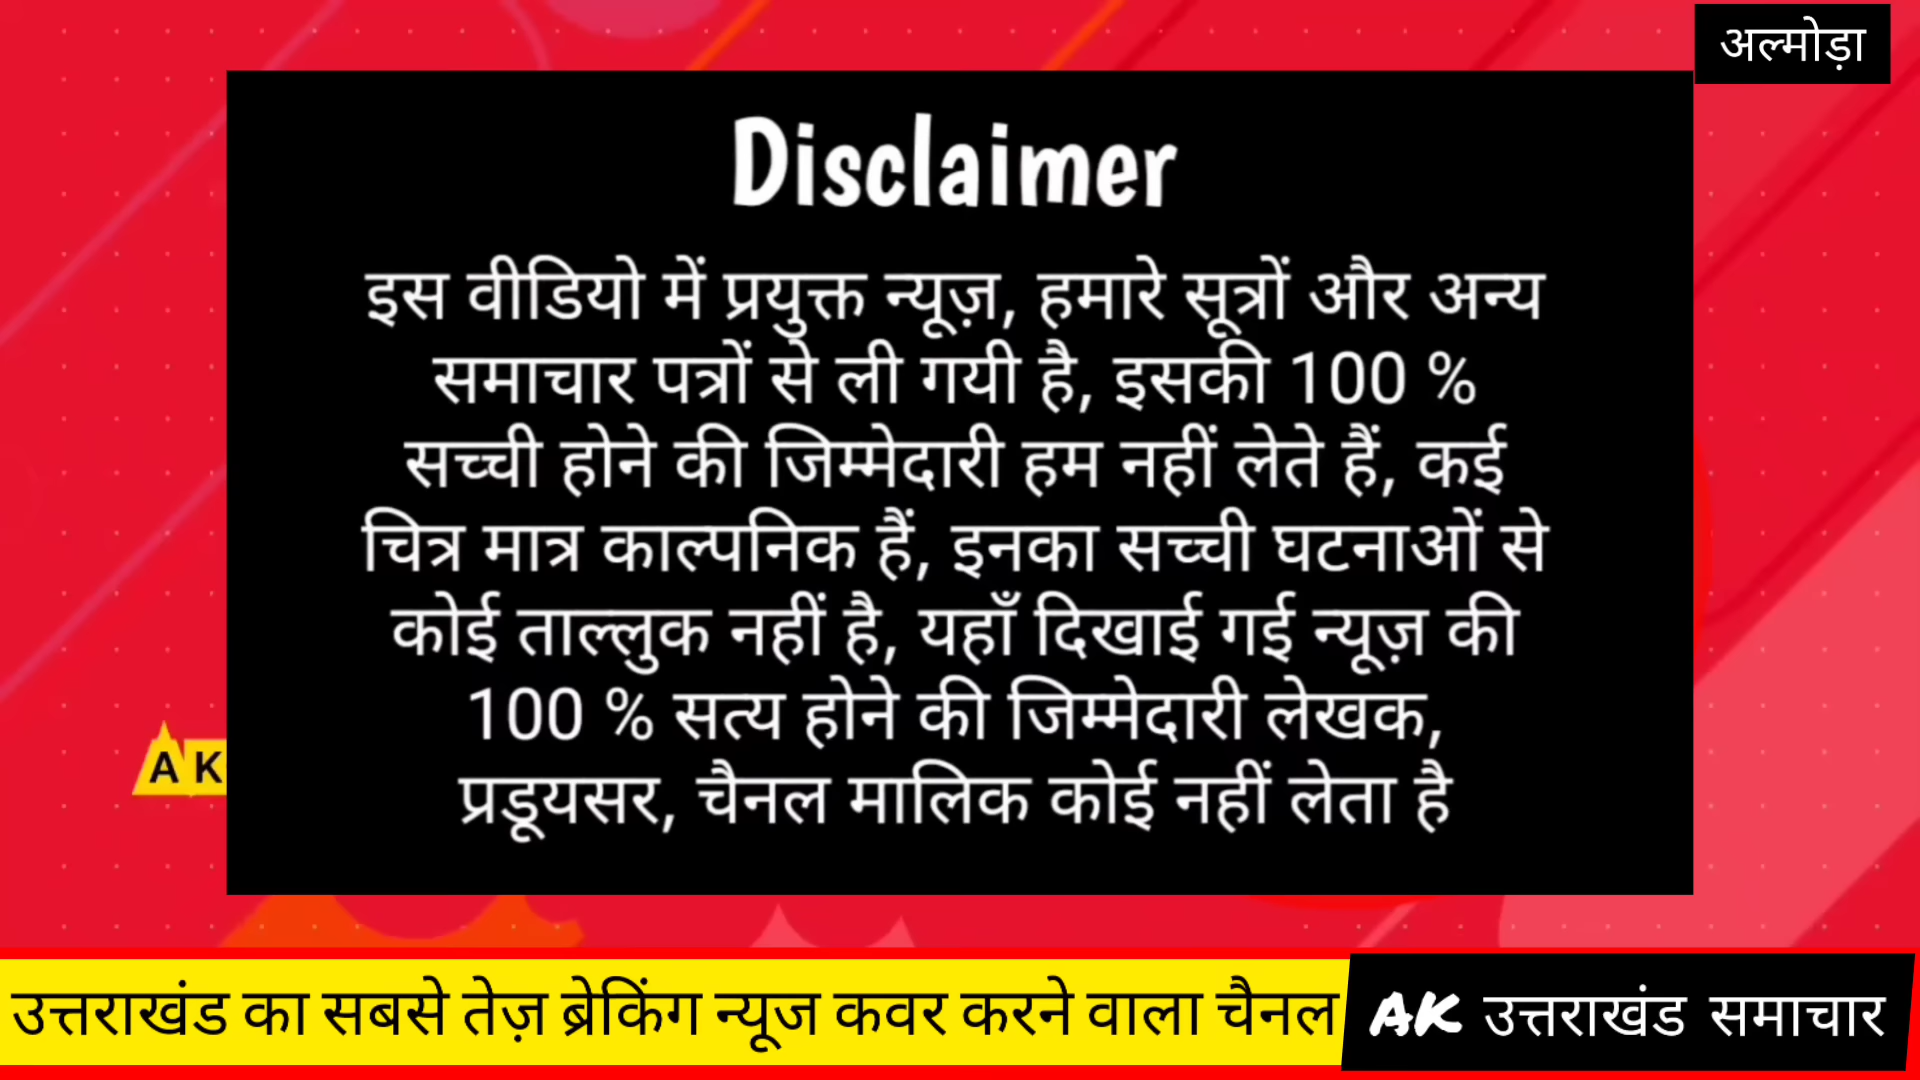 अल्मोड़ा
Disclaimer
इस वीडियो में प्रयुक्त न्यूज़, हमारे सूत्रों और अन्य
समाचार पत्रों से ली गयी है, इसकी 100 %
सच्ची होने की जिम्मेदारी हम नहीं लेते हैं, कई
चित्र मात्र काल्पनिक हैं, इनका सच्ची घटनाओं से
कोई ताल्लुक नहीं है, यहाँ दिखाई गई न्यूज़ की
100 % सत्य होने की जिम्मेदारी लेखक,
प्रडूयसर, चैनल मालिक कोई नहीं लेता है
A K
उत्तराखंड का सबसे तेज़ ब्रेकिंग न्यूज कवर करने वाला चैनल
AK उत्तराखंड समाचार